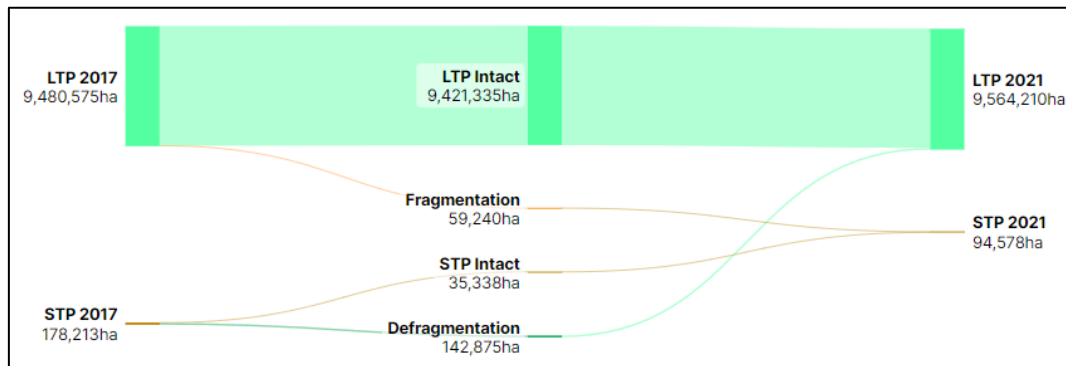 LTP 2017
9,480,575ha
LTP Intact
9,421,335ha
LTP 2021
9,564,210ha
Fragmentation
59,240ha
STP 2021
94,578ha
STP Intact
35,338ha
STP 2017
178,213ha
Defragmentation
142,875ha